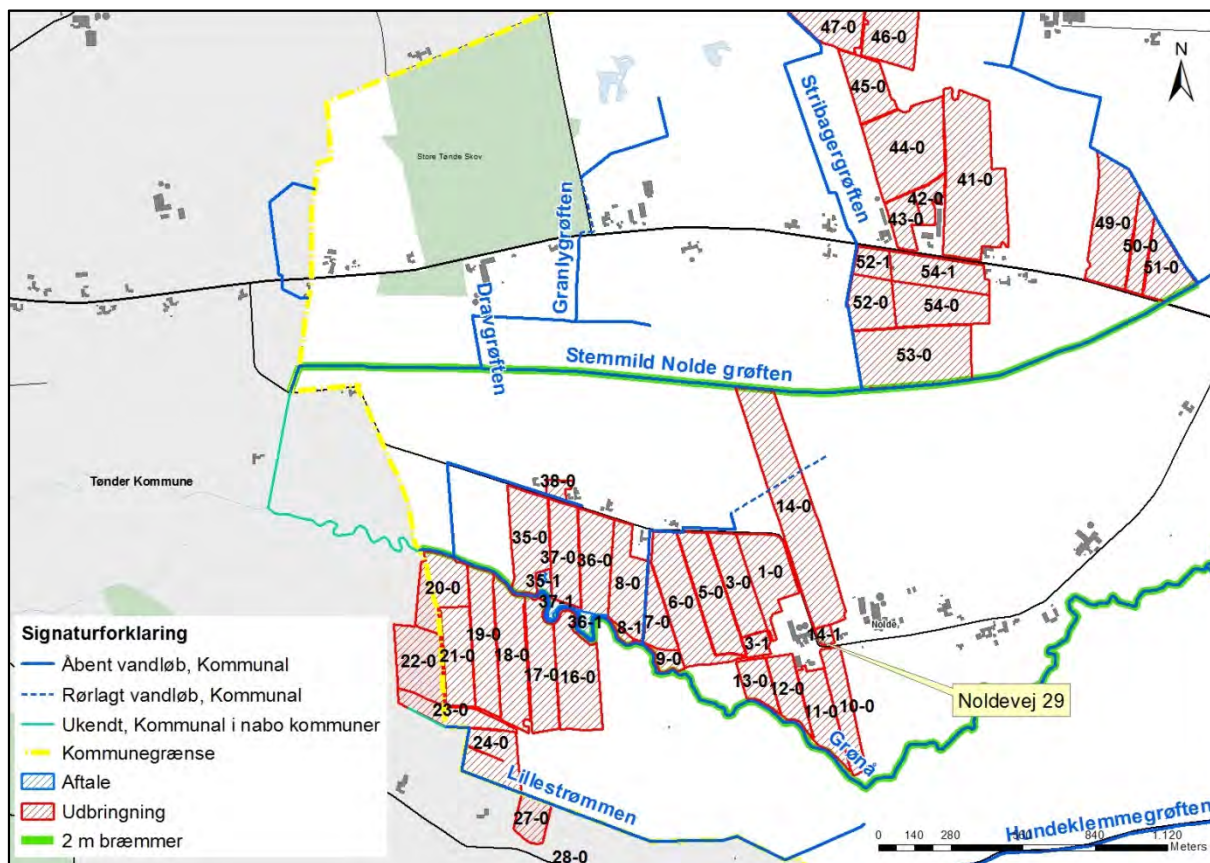 47-0
46-0
N
45-0
Stribagergrøften
44-0
41-0
Store Tønde Skov
42-0
43-0
49-0
50-0
51-0
Granlygrøften
52-1
54-1
Dravgrøften
52-0
54-0
53-0
Stemmild Nolde grøften
Tønder Kommune
38-0
14-0
35-0
37-0
36-0
1-0
3-0
35-1
8-0
5-0
20-0
37-1
6-0
36-1
7-0
8-1
19-0
Nolde,
14-1
3-1
18-0
21-0
22-0
9-0
17-0
16-0
13-0
12-0
Noldevej 29
23-0
11-0
10-0
24-0
Grønå
Lillestrømmen
27-0
28-0
Hundeklemmegrøften
Signaturforklaring
Åbent vandløb, Kommunal
Rørlagt vandløb, Kommunal
Ukendt, Kommunal i nabo kommuner
Kommunegrænse
Aftale
Udbringning
2 m bræmmer
0 140 280 560 840 1.120
Meters